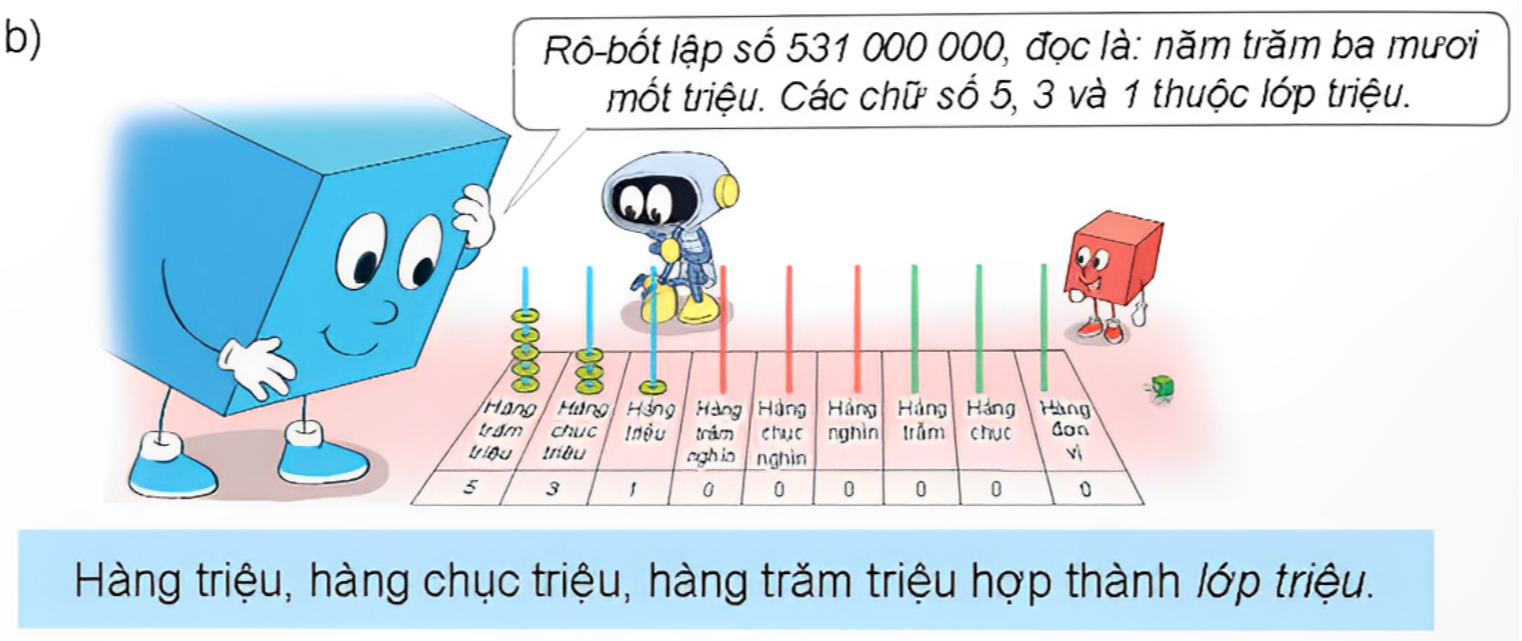 b)
Rô-bốt lập số 531 000 000, đọc là: năm trăm ba mươi
mốt triệu. Các chữ số 5, 3 và 1 thuộc lớp triệu.
Hàng trăm triệu
Hàng chục triệu
Hàng triệu
Hàng trăm nghìn
Hàng chục nghìn
Hàng nghìn
Hàng trăm
Hàng chục
Hàng đơn vị
5 3 1 0 0 0 0 0 0
Hàng triệu, hàng chục triệu, hàng trăm triệu hợp thành lớp triệu.